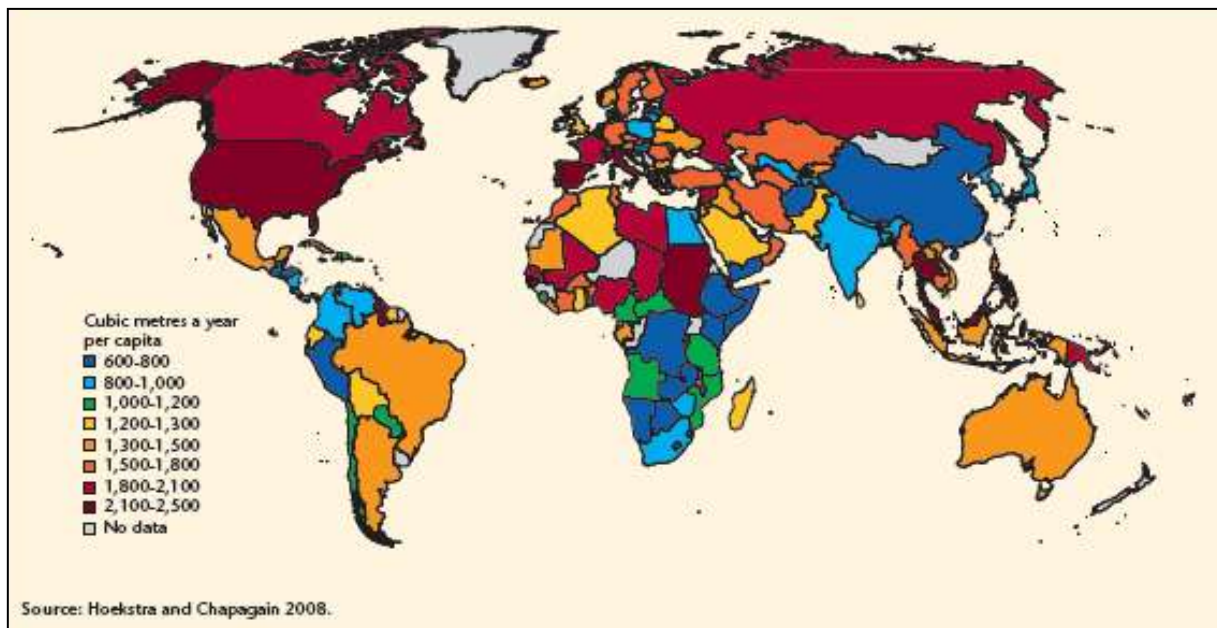 Cubic metres a year
per capita
600-800
800-1,000
1,000-1,200
1,200-1,300
1,300-1,500
1,500-1,800
1,800-2,100
2,100-2,500
No data
Source: Hoekstra and Chapagain 2008.